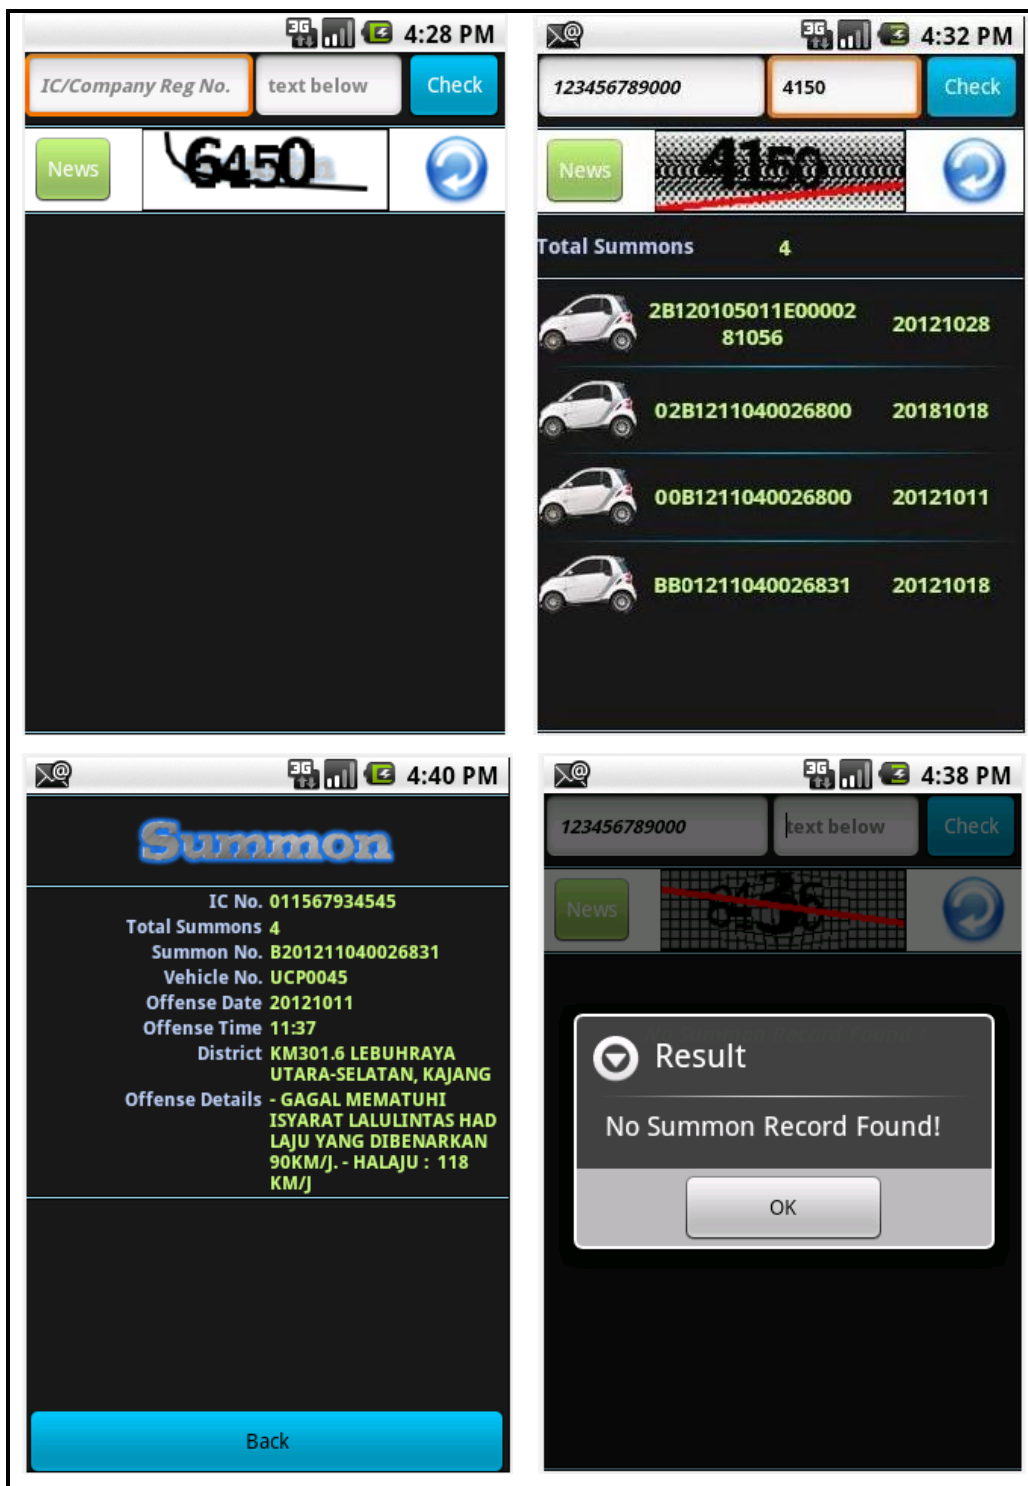 3G 4:28 PM
IC/Company Reg No. text below Check
News 6450
3G 4:32 PM
123456789000 4150 Check
News 4150
Total Summons 4
2B120105011E00002 20121028
81056
02B1211040026800 20181018
00B1211040026800 20121011
BB01211040026831 20121018
3G 4:40 PM
Summon
IC No. 011567934545
Total Summons 4
Summon No. B201211040026831
Vehicle No. UCP0045
Offense Date 20121011
Offense Time 11:37
District KM301.6 LEBUHRAYA
UTARA-SELATAN, KAJANG
Offense Details - GAGAL MEMATUHI
ISYARAT LALULINTAS HAD
LAJU YANG DIBENARKAN
90KM/J. - HALAJU : 118
KM/J
Back
3G 4:38 PM
123456789000 text below Check
News
Result
No Summon Record Found!
OK